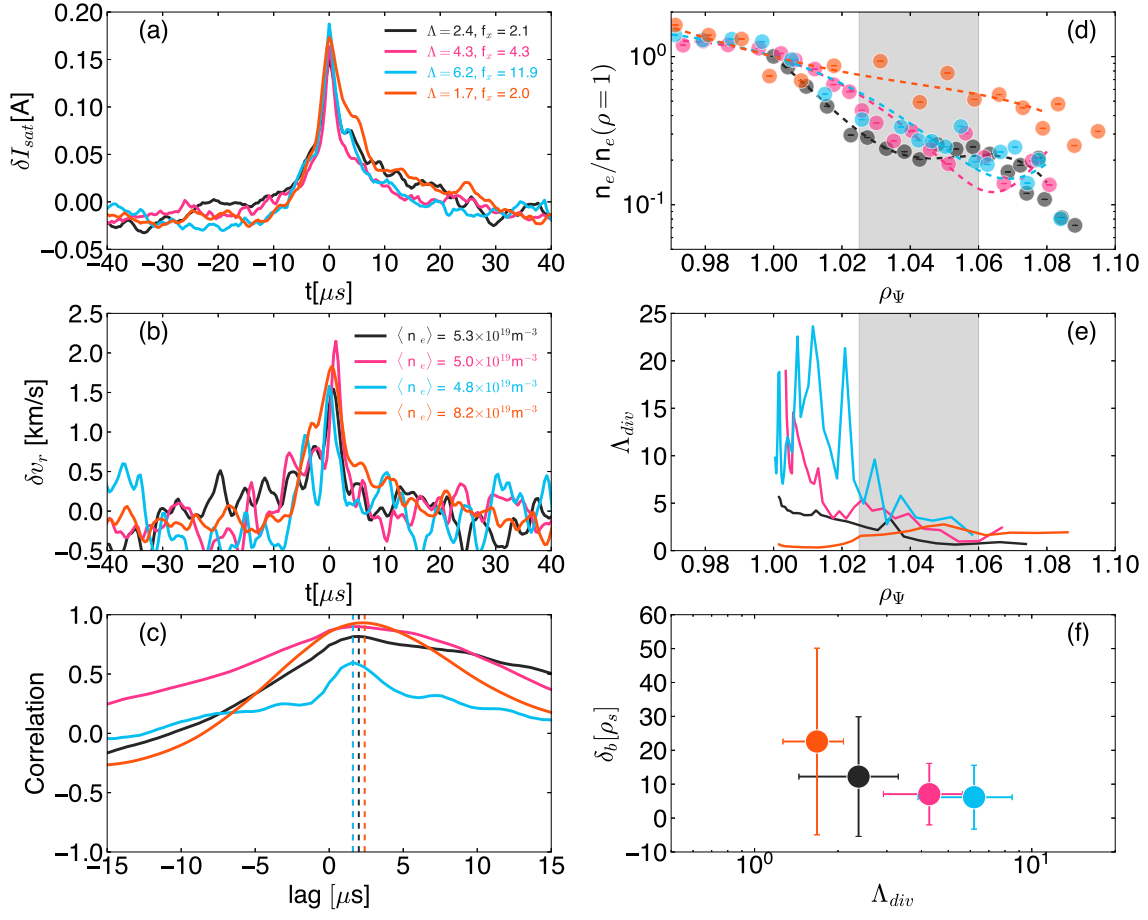 (a)
δI_sat[A]
0.20
0.15
0.10
0.05
0.00
−0.05
Λ = 2.4, f_x = 2.1
Λ = 4.3, f_x = 4.3
Λ = 6.2, f_x = 11.9
Λ = 1.7, f_x = 2.0
−40 −30 −20 −10 0 10 20 30 40
t[μs]
(b)
δv_r [km/s]
2.5
2.0
1.5
1.0
0.5
0.0
−0.5
⟨ n_e ⟩ = 5.3×10^19 m^−3
⟨ n_e ⟩ = 5.0×10^19 m^−3
⟨ n_e ⟩ = 4.8×10^19 m^−3
⟨ n_e ⟩ = 8.2×10^19 m^−3
−40 −30 −20 −10 0 10 20 30 40
t[μs]
(c)
Correlation
1.0
0.5
0.0
−0.5
−1.0
−15 −10 −5 0 5 10 15
lag [μs]
(d)
n_e/n_e(ρ = 1)
10^0
10^−1
0.98 1.00 1.02 1.04 1.06 1.08 1.10
ρ_Ψ
(e)
Λ_div
25
20
15
10
5
0
0.98 1.00 1.02 1.04 1.06 1.08 1.10
ρ_Ψ
(f)
δ_b[ρ_s]
60
50
40
30
20
10
0
−10
10^0 10^1
Λ_div